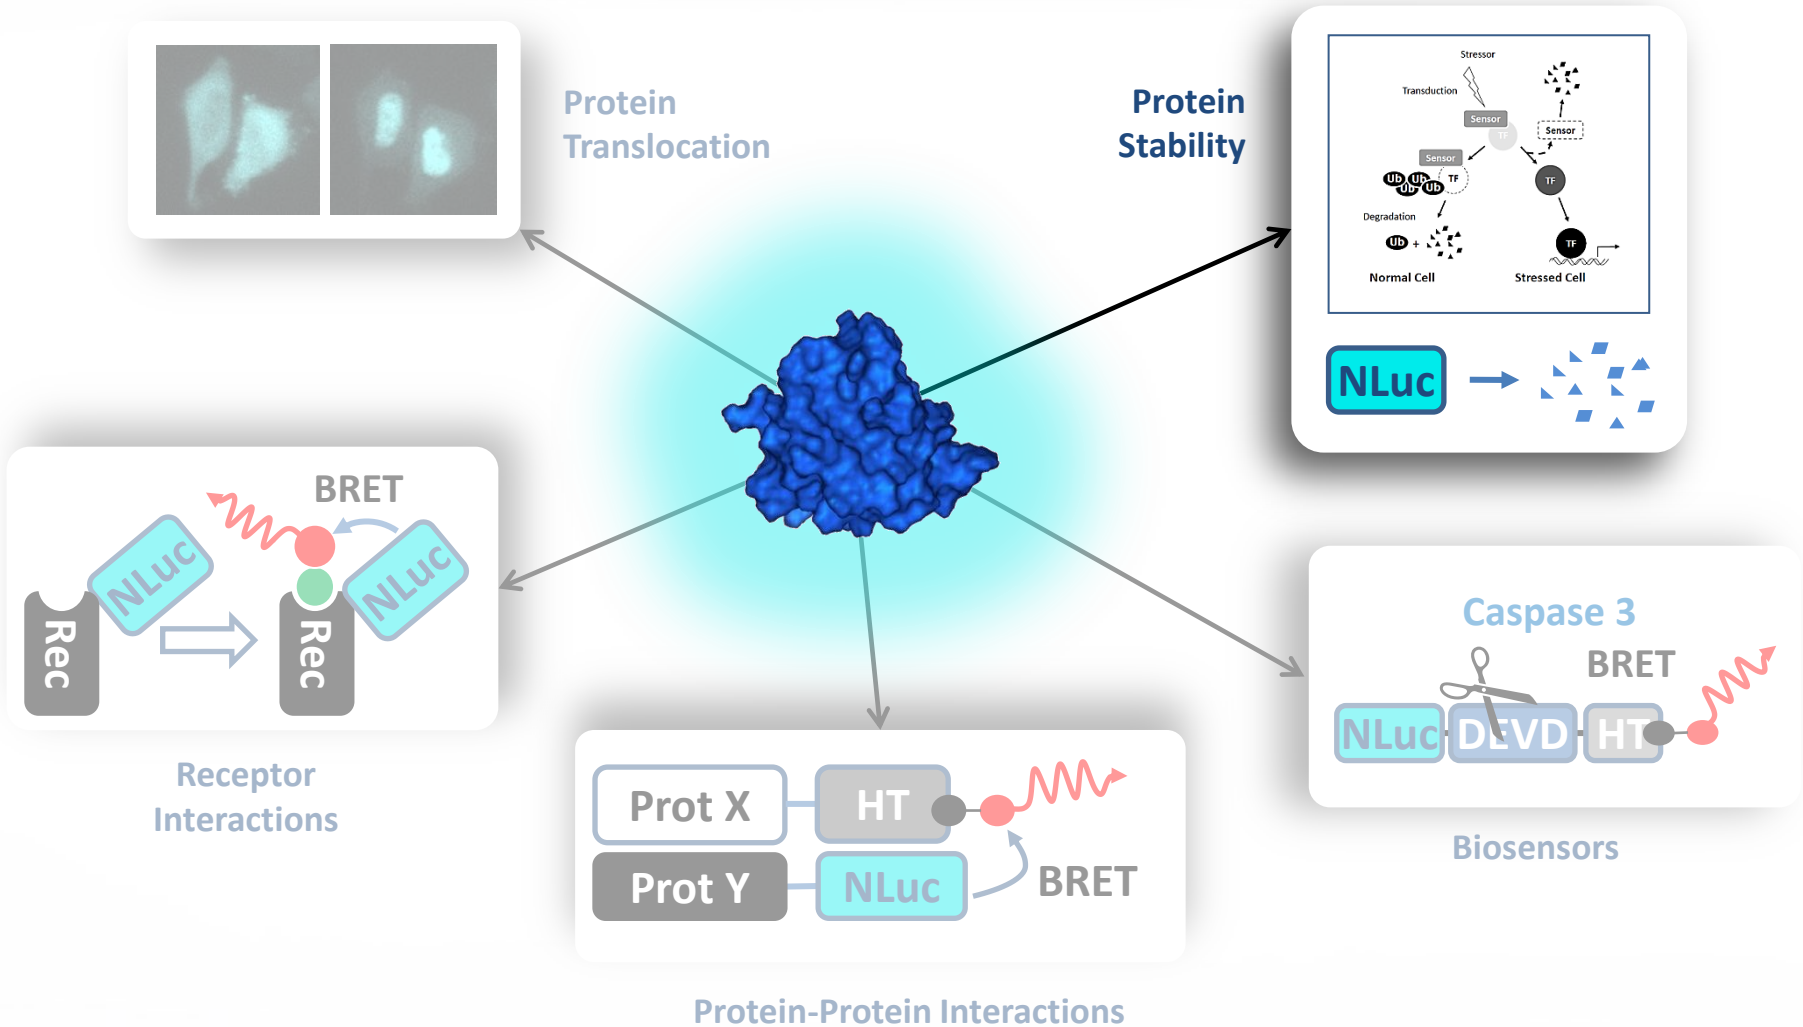 Protein
Translocation
Protein
Stability
Stressor
Transduction
Sensor
TF
Sensor
Sensor
Ub
Ub
Ub
Ub
TF
TF
Degradation
Ub
+
TF
Normal Cell
Stressed Cell
NLuc
BRET
NLuc
NLuc
Rec
Rec
Receptor
Interactions
Caspase 3
BRET
NLuc
DEVD
HT
Biosensors
Prot X
HT
Prot Y
NLuc
BRET
Protein-Protein Interactions